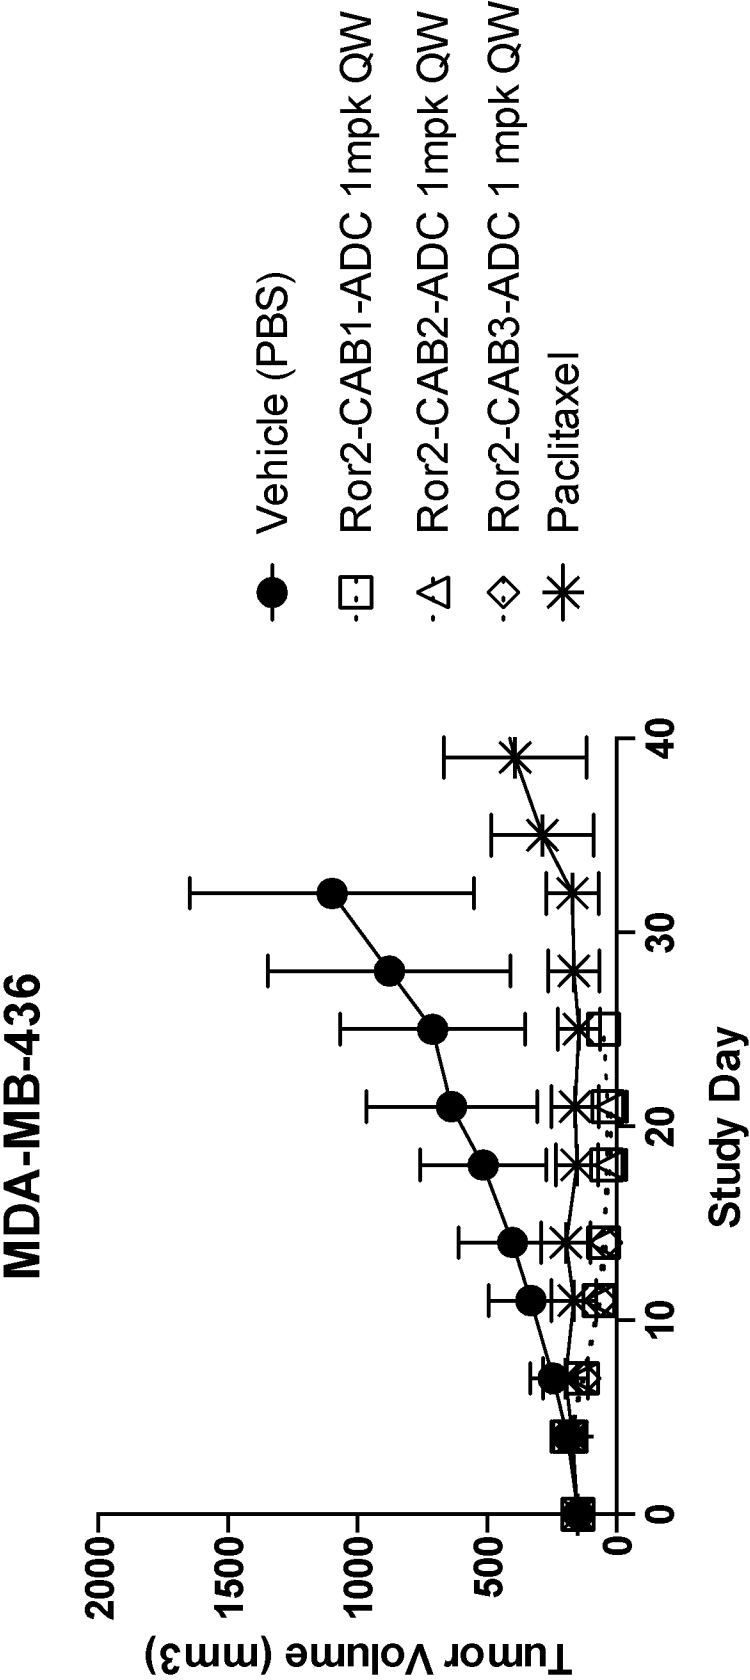 MDA-MB-436
Tumor Volume (mm3)
2000
1500
1000
500
0
0
10
20
30
40
Study Day
Vehicle (PBS)
Ror2-CAB1-ADC 1mpk QW
Ror2-CAB2-ADC 1mpk QW
Ror2-CAB3-ADC 1 mpk QW
Paclitaxel